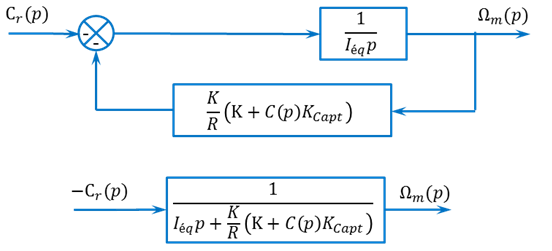 C_r(p) Ω_m(p)
- -
1
I_éq p
K/R (K + C(p)K_Capt)
−C_r(p) Ω_m(p)
1
I_éq p + K/R (K + C(p)K_Capt)